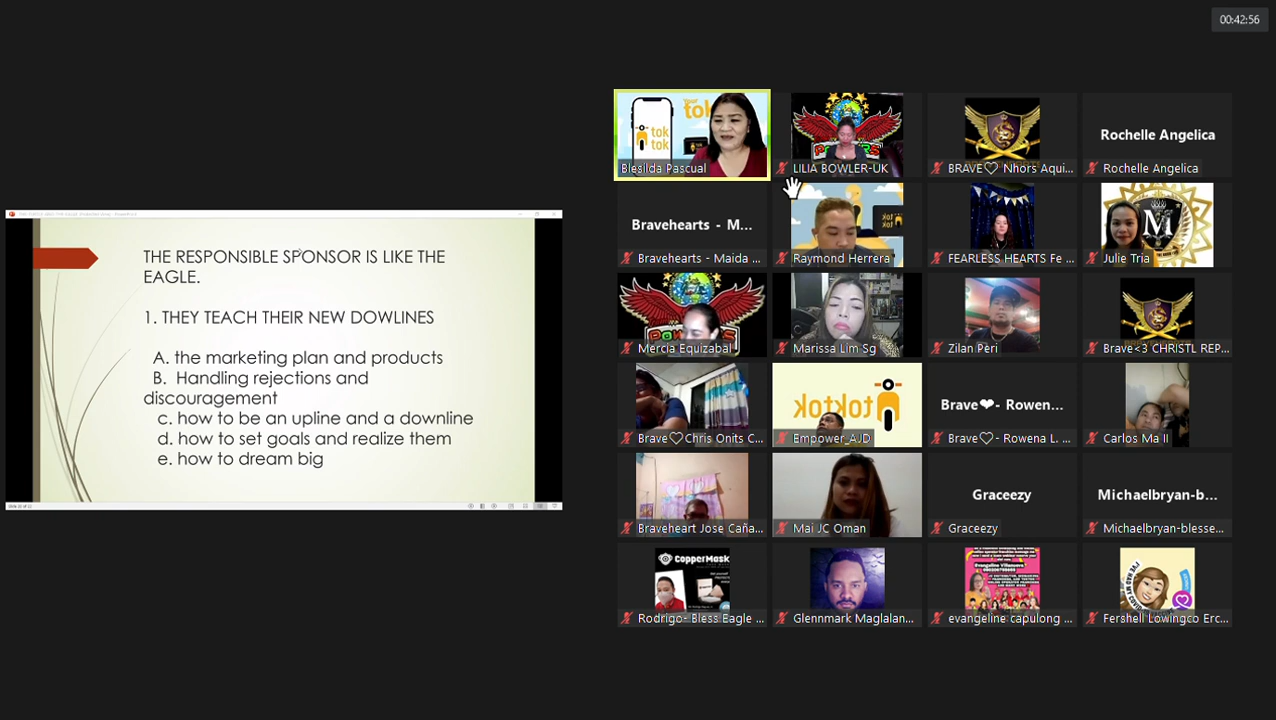 00:42:56
tok
tok
tok
Blesilda Pascual
LILIA BOWLER-UK
BRAVE♡ Nhors Aqui...
Rochelle Angelica
Rochelle Angelica
Bravehearts - M...
Bravehearts - Maida ...
Raymond Herrera
FEARLESS HEARTS Fe ...
M
Julie Tria
THE RESPONSIBLE SPONSOR IS LIKE THE
EAGLE.
1. THEY TEACH THEIR NEW DOWLINES
A. the marketing plan and products
B. Handling rejections and
discouragement
c. how to be an upline and a downline
d. how to set goals and realize them
e. how to dream big
Mercia Equizabal
Marissa Lim Sg
Zilan Peri
Brave<3 CHRISTL REP...
Brave♡Chris Onits C...
toktok
Empower_AJD
Brave❤- Rowen...
Brave♡- Rowena L. ...
Carlos Ma II
Braveheart Jose Caña...
Mai JC Oman
Graceezy
Graceezy
Michaelbryan-b...
Michaelbryan-blesse...
COPPERMASK
Rodrigo- Bless Eagle ...
Glennmark Maglalan...
Evangeline Villanueva
evangeline capulong ...
Fershell Lowingco Erc...